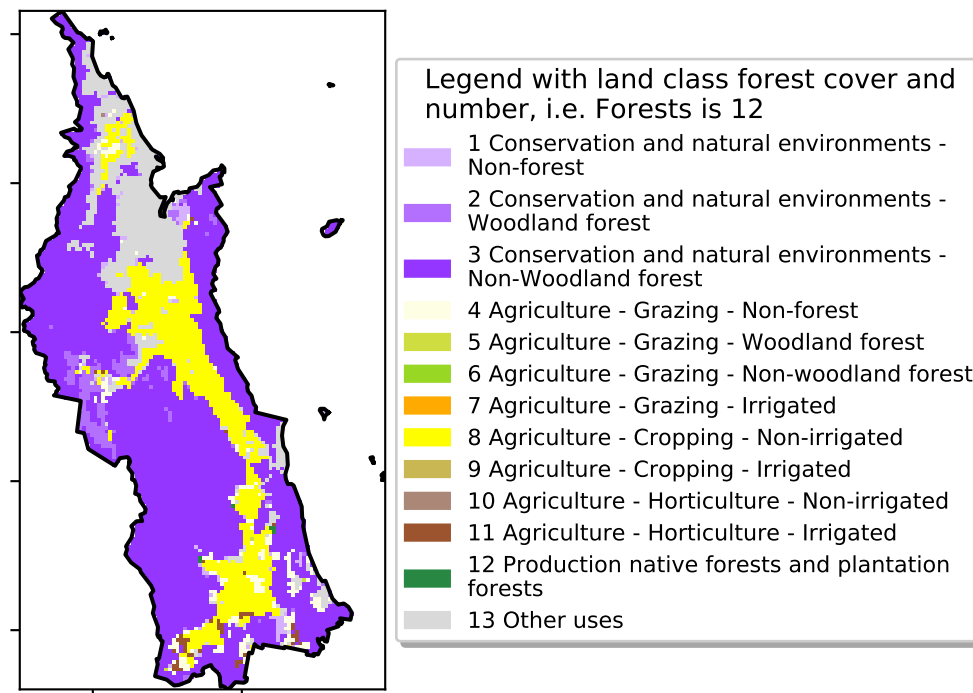 Legend with land class forest cover and
number, i.e. Forests is 12
1 Conservation and natural environments -
Non-forest
2 Conservation and natural environments -
Woodland forest
3 Conservation and natural environments -
Non-Woodland forest
4 Agriculture - Grazing - Non-forest
5 Agriculture - Grazing - Woodland forest
6 Agriculture - Grazing - Non-woodland forest
7 Agriculture - Grazing - Irrigated
8 Agriculture - Cropping - Non-irrigated
9 Agriculture - Cropping - Irrigated
10 Agriculture - Horticulture - Non-irrigated
11 Agriculture - Horticulture - Irrigated
12 Production native forests and plantation
forests
13 Other uses